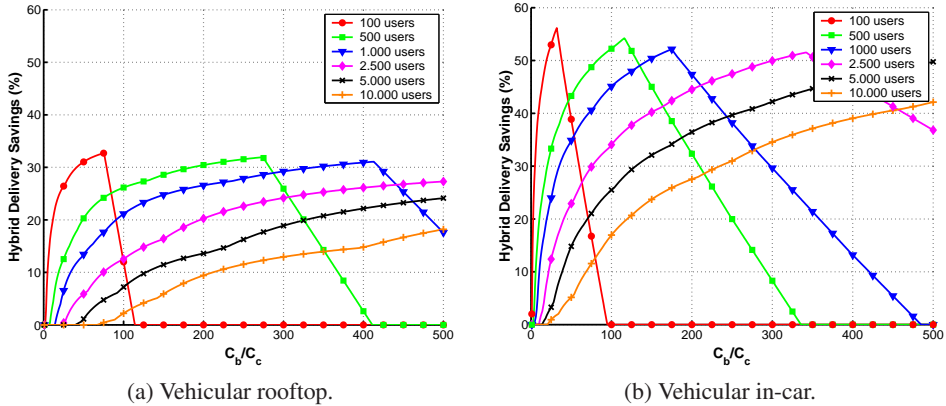 60
50
40
30
20
10
0
Hybrid Delivery Savings (%)
0 100 200 300 400 500
C_b/C_c
100 users
500 users
1.000 users
2.500 users
5.000 users
10.000 users
(a) Vehicular rooftop.
60
50
40
30
20
10
0
Hybrid Delivery Savings (%)
0 100 200 300 400 500
C_b/C_c
100 users
500 users
1000 users
2.500 users
5.000 users
10.000 users
(b) Vehicular in-car.